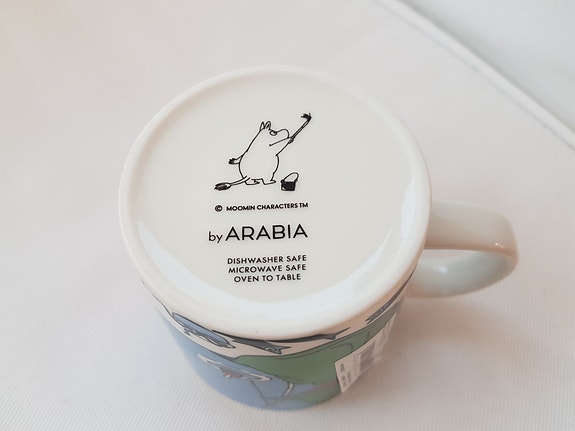 © MOOMIN CHARACTERS TM
by ARABIA
DISHWASHER SAFE
MICROWAVE SAFE
OVEN TO TABLE